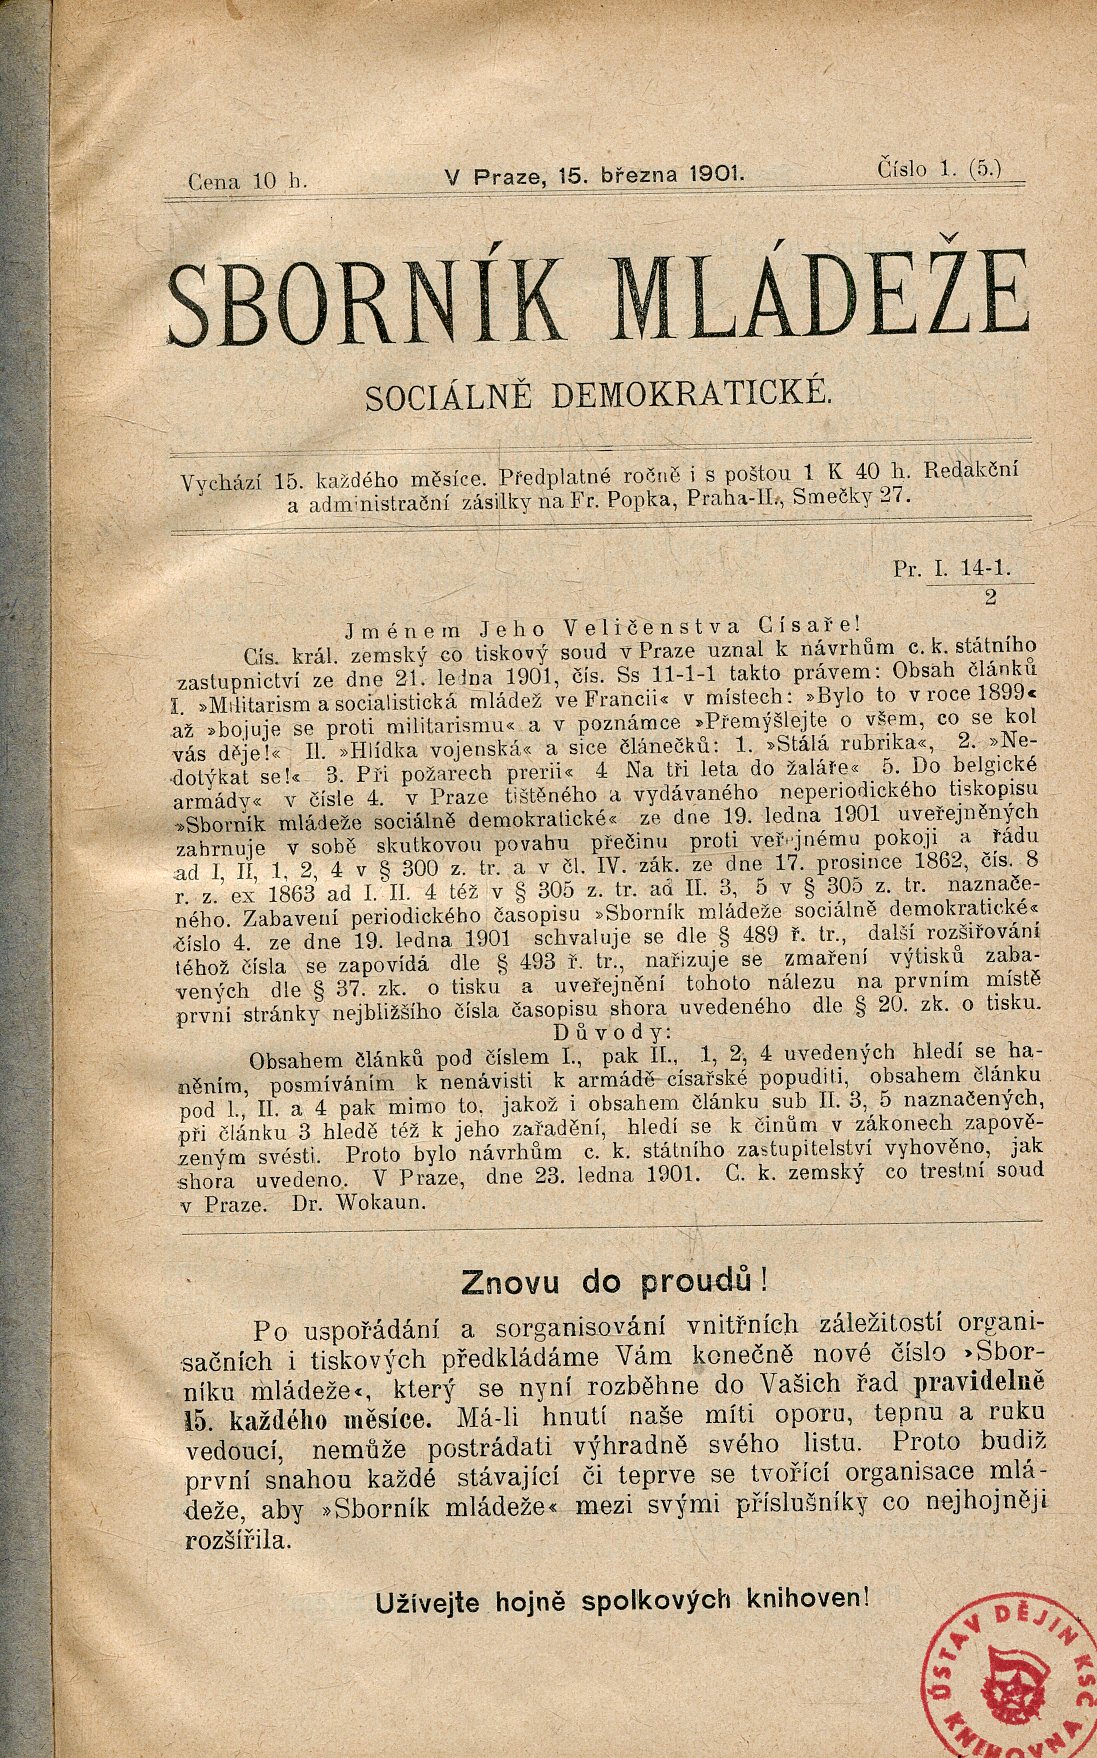 Cena 10 h.
V Praze, 15. března 1901.
Číslo 1. (5.)
SBORNÍK MLÁDEŽE
SOCIÁLNĚ DEMOKRATICKÉ.
Vychází 15. každého měsíce. Předplatné ročně i s poštou 1 K 40 h. Redakční
a administrační zásilky na Fr. Popka, Praha-II., Smečky 27.
Pr. I. 14-1.
2
Jménem Jeho Veličenstva Císaře!
Cís. král. zemský co tiskový soud v Praze uznal k návrhům c. k. státního
zastupnictví ze dne 21. ledna 1901, čís. Ss 11-1-1 takto právem: Obsah článků
I. »Militarism a socialistická mládež ve Francii« v místech: »Bylo to v roce 1899«
až »bojuje se proti militarismu« a v poznámce »Přemýšlejte o všem, co se kol
vás děje!« II. »Hlídka vojenská« a sice článečků: 1. »Stálá rubrika«, 2. »Ne-
dotýkat se!« 3. Při požarech prerii« 4 Na tři leta do žaláře« 5. Do belgické
armády« v čísle 4. v Praze tištěného a vydávaného neperiodického tiskopisu
»Sborník mládeže sociálně demokratické« ze dne 19. ledna 1901 uveřejněných
zahrnuje v sobě skutkovou povahu přečinu proti veřejnému pokoji a řádu
ad I, II, 1, 2, 4 v § 300 z. tr. a v čl. IV. zák. ze dne 17. prosince 1862, čís. 8
r. z. ex 1863 ad I. II. 4 též v § 305 z. tr. ad II. 3, 5 v § 305 z. tr. naznače-
ného. Zabavení periodického časopisu »Sborník mládeže sociálně demokratické«
číslo 4. ze dne 19. ledna 1901 schvaluje se dle § 489 ř. tr., další rozšiřování
téhož čísla se zapovídá dle § 493 ř. tr., nařizuje se zmaření výtisků zaba-
vených dle § 37. zk. o tisku a uveřejnění tohoto nálezu na prvním místě
první stránky nejbližšího čísla časopisu shora uvedeného dle § 20. zk. o tisku.
Důvody:
Obsahem článků pod číslem I., pak II., 1, 2, 4 uvedených hledí se ha-
něním, posmíváním k nenávisti k armádě císařské popuditi, obsahem článku
pod I., II. a 4 pak mimo to, jakož i obsahem článku sub II. 3, 5 naznačených,
při článku 3 hledě též k jeho zařadění, hledí se k činům v zákonech zapově-
zeným svésti. Proto bylo návrhům c. k. státního zastupitelství vyhověno, jak
shora uvedeno. V Praze, dne 23. ledna 1901. C. k. zemský co trestní soud
v Praze. Dr. Wokaun.
Znovu do proudů!
Po uspořádání a sorganisování vnitřních záležitostí organi-
sačních i tiskových předkládáme Vám konečně nové číslo »Sbor-
níku mládeže«, který se nyní rozběhne do Vašich řad pravidelně
15. každého měsíce. Má-li hnutí naše míti oporu, tepnu a ruku
vedoucí, nemůže postrádati výhradně svého listu. Proto budiž
první snahou každé stávající či teprve se tvořící organisace mlá-
deže, aby »Sborník mládeže« mezi svými příslušníky co nejhojněji
rozšířila.
Užívejte hojně spolkových knihoven!
ÚSTAV DĚJIN KSČ
KNIHOVNA